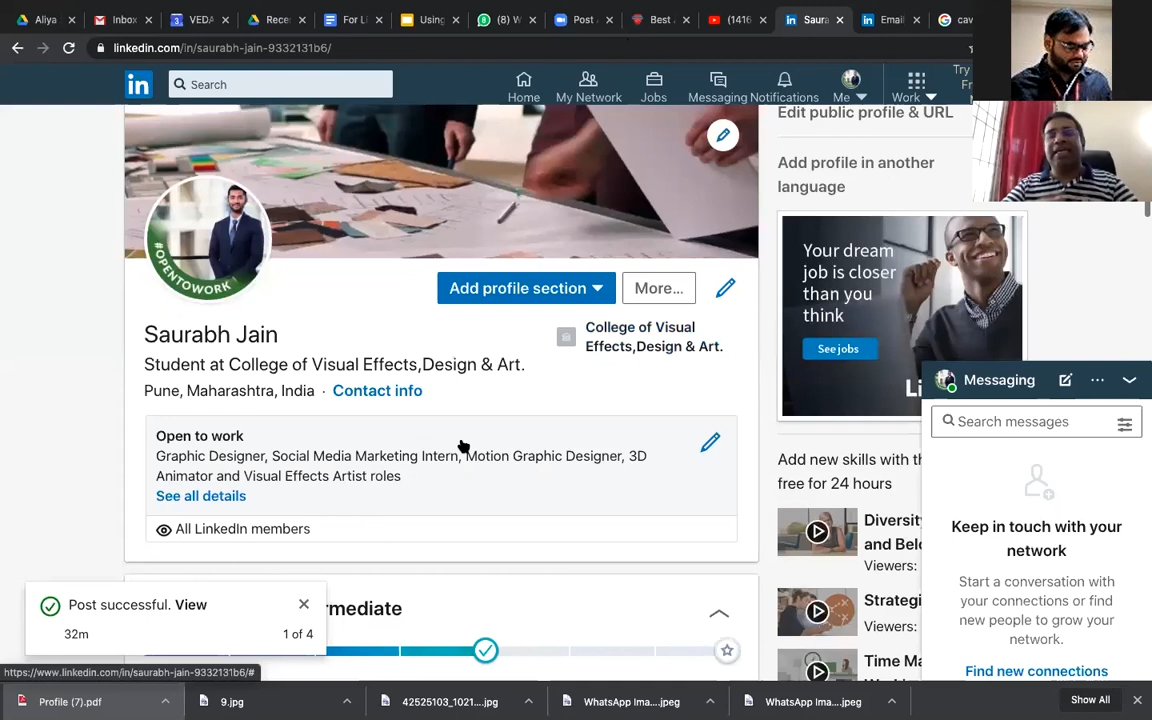 Aliya
Inbox
VEDA
Recen
For Li
Using
(8) W
Post A
Best A
(1416
Saura
Email
cav
linkedin.com/in/saurabh-jain-9332131b6/
in
Search
Home
My Network
Jobs
Messaging
Notifications
Me
Work
Try
Fr
Edit public profile & URL
Add profile in another
language
#OPENTOWORK
Your dream
job is closer
than you
think
See jobs
Add profile section
More...
Saurabh Jain
College of Visual
Effects,Design & Art.
Student at College of Visual Effects,Design & Art.
Pune, Maharashtra, India · Contact info
Open to work
Graphic Designer, Social Media Marketing Intern, Motion Graphic Designer, 3D
Animator and Visual Effects Artist roles
See all details
All LinkedIn members
Messaging
Search messages
Keep in touch with your
network
Start a conversation with
your connections or find
new people to grow your
network.
Find new connections
Add new skills with th
free for 24 hours
Diversity
and Belo
Viewers:
Strategi
Viewers:
Time Ma
Post successful. View
32m
1 of 4
rmediate
https://www.linkedin.com/in/saurabh-jain-9332131b6/#
Profile (7).pdf
9.jpg
42525103_1021....jpg
WhatsApp Ima....jpeg
WhatsApp Ima....jpeg
Show All